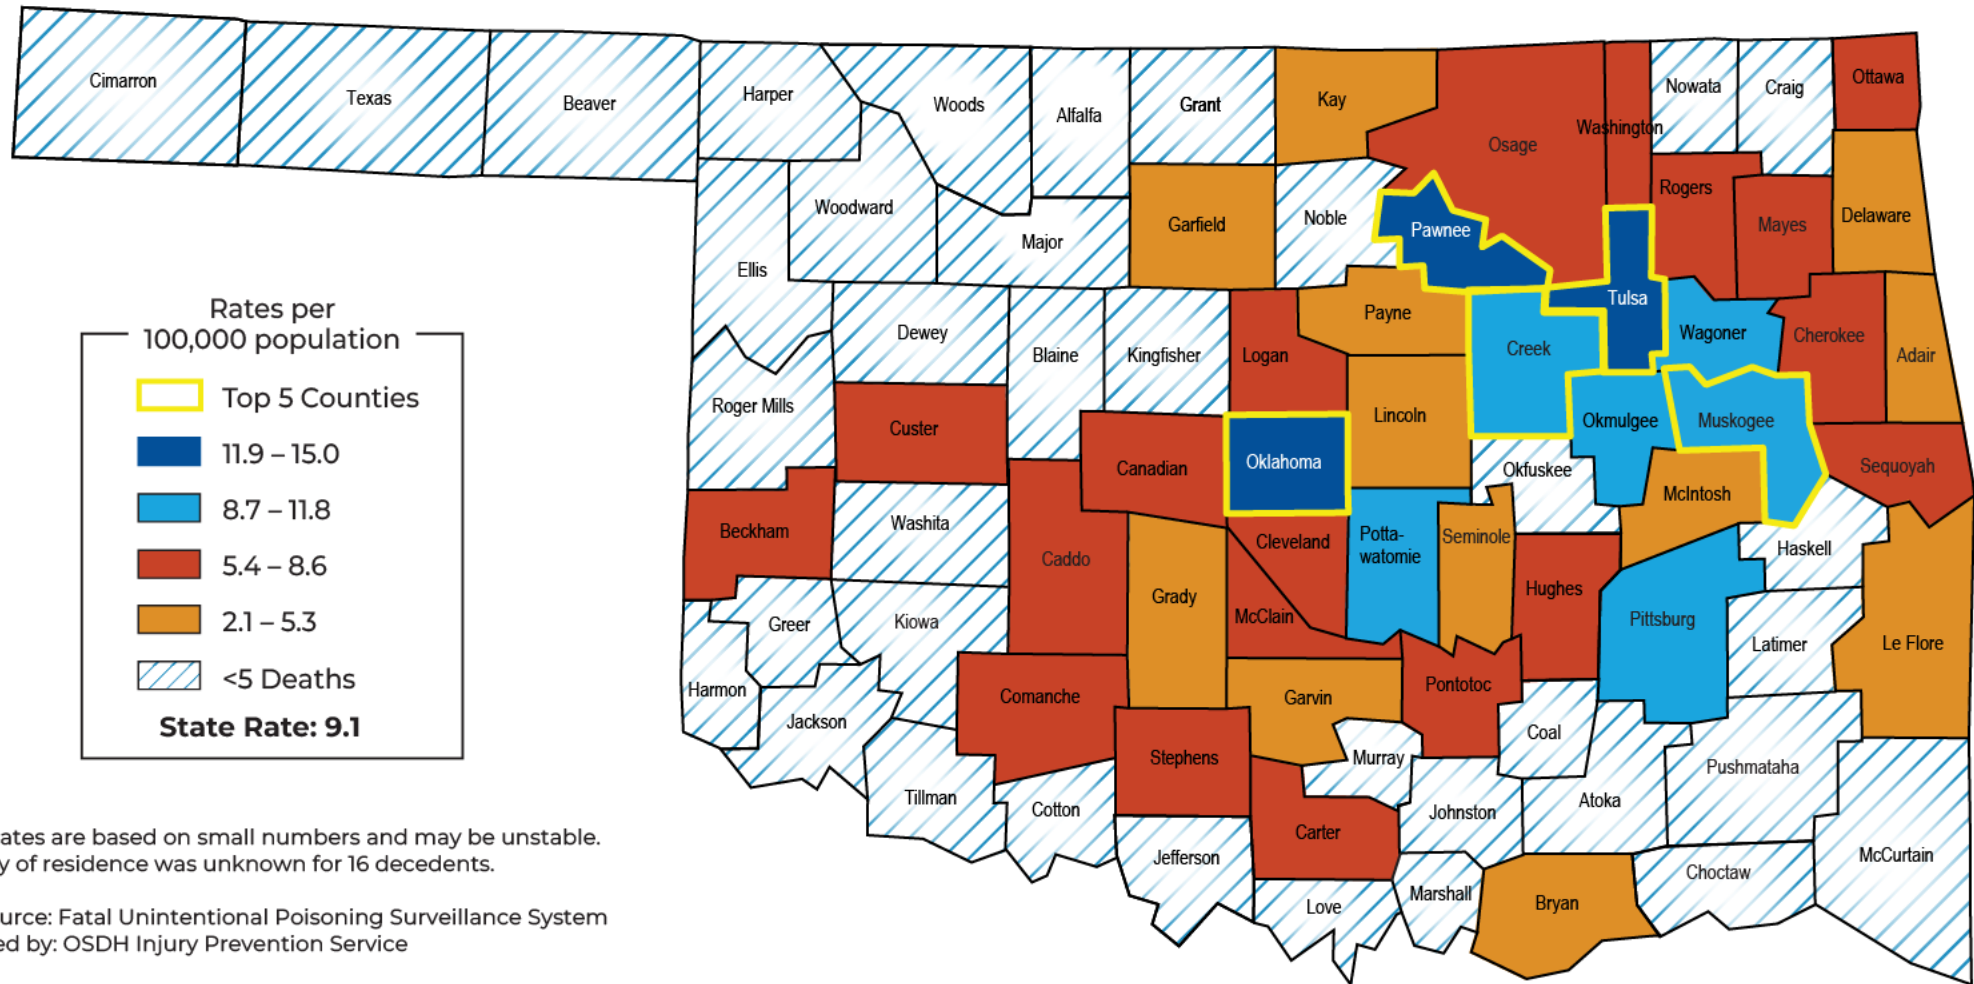 Cimarron
Texas
Beaver
Harper
Woods
Alfalfa
Grant
Kay
Osage
Washington
Nowata
Craig
Ottawa
Woodward
Ellis
Major
Garfield
Noble
Pawnee
Rogers
Mayes
Delaware
Tulsa
Dewey
Blaine
Kingfisher
Logan
Payne
Creek
Wagoner
Cherokee
Adair
Roger Mills
Custer
Canadian
Oklahoma
Lincoln
Okmulgee
Muskogee
Okfuskee
Sequoyah
Beckham
Washita
Caddo
Grady
Cleveland
McClain
Potta-
watomie
Seminole
Hughes
McIntosh
Haskell
Pittsburg
Latimer
Le Flore
Greer
Kiowa
Harmon
Jackson
Comanche
Stephens
Garvin
Pontotoc
Coal
Murray
Tillman
Cotton
Jefferson
Carter
Johnston
Atoka
Pushmataha
McCurtain
Love
Marshall
Bryan
Choctaw
Rates per
100,000 population
Top 5 Counties
11.9 – 15.0
8.7 – 11.8
5.4 – 8.6
2.1 – 5.3
<5 Deaths
State Rate: 9.1
ates are based on small numbers and may be unstable.
y of residence was unknown for 16 decedents.
urce: Fatal Unintentional Poisoning Surveillance System
ed by: OSDH Injury Prevention Service